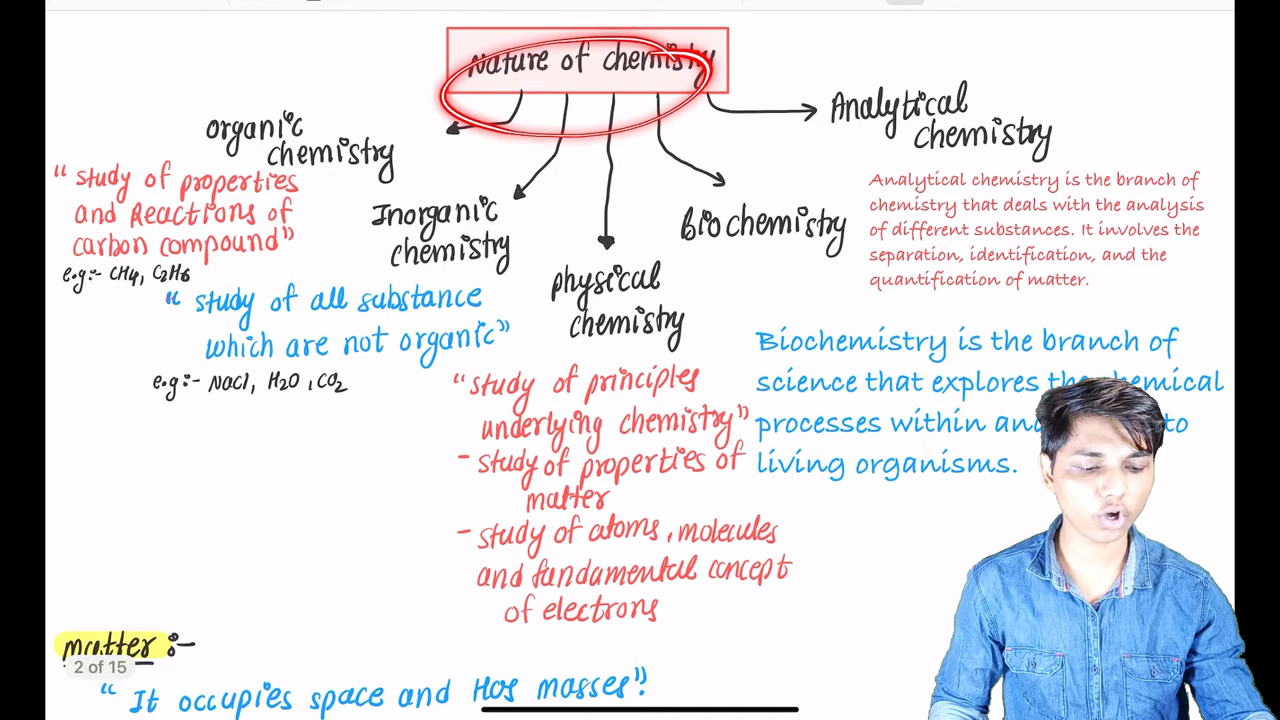 Nature of chemistry
organic
chemistry
"study of properties
and Reactions of
carbon compound"
e.g:- CH4, C2H6
Inorganic
chemistry
"study of all substance
which are not organic"
e.g:- NaCl, H2O, CO2
physical
chemistry
"study of principles
underlying chemistry"
- study of properties of
matter
- study of atoms, molecules
and fundamental concept
of electrons
Biochemistry
Biochemistry is the branch of
science that explores the chemical
processes within and to
living organisms.
Analytical
chemistry
Analytical chemistry is the branch of
chemistry that deals with the analysis
of different substances. It involves the
separation, identification, and the
quantification of matter.
matter :-
2 of 15
"It occupies space and Has masses"!